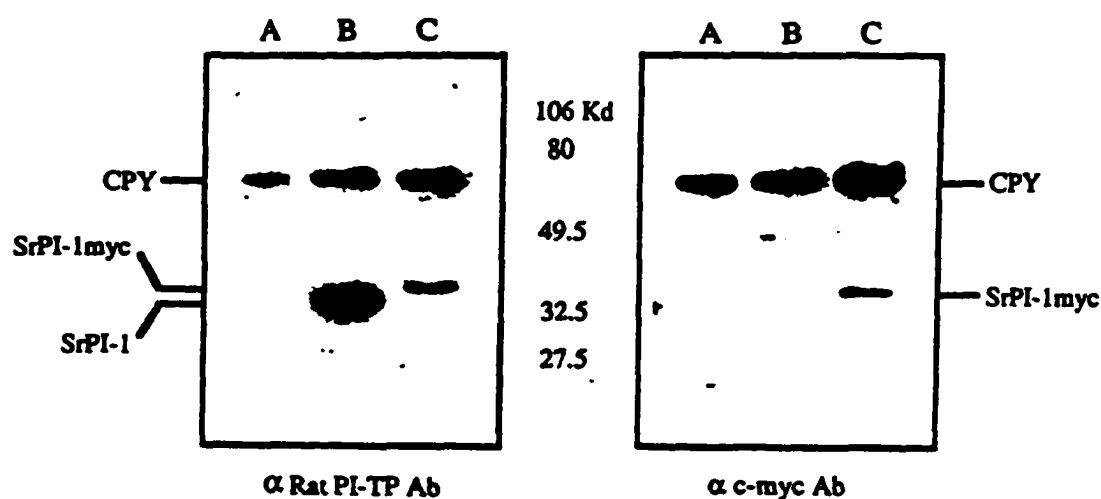 A B C
A B C
106 Kd
80
49.5
32.5
27.5
CPY
SrPI-1myc
SrPI-1
CPY
SrPI-1myc
α Rat PI-TP Ab
α c-myc Ab